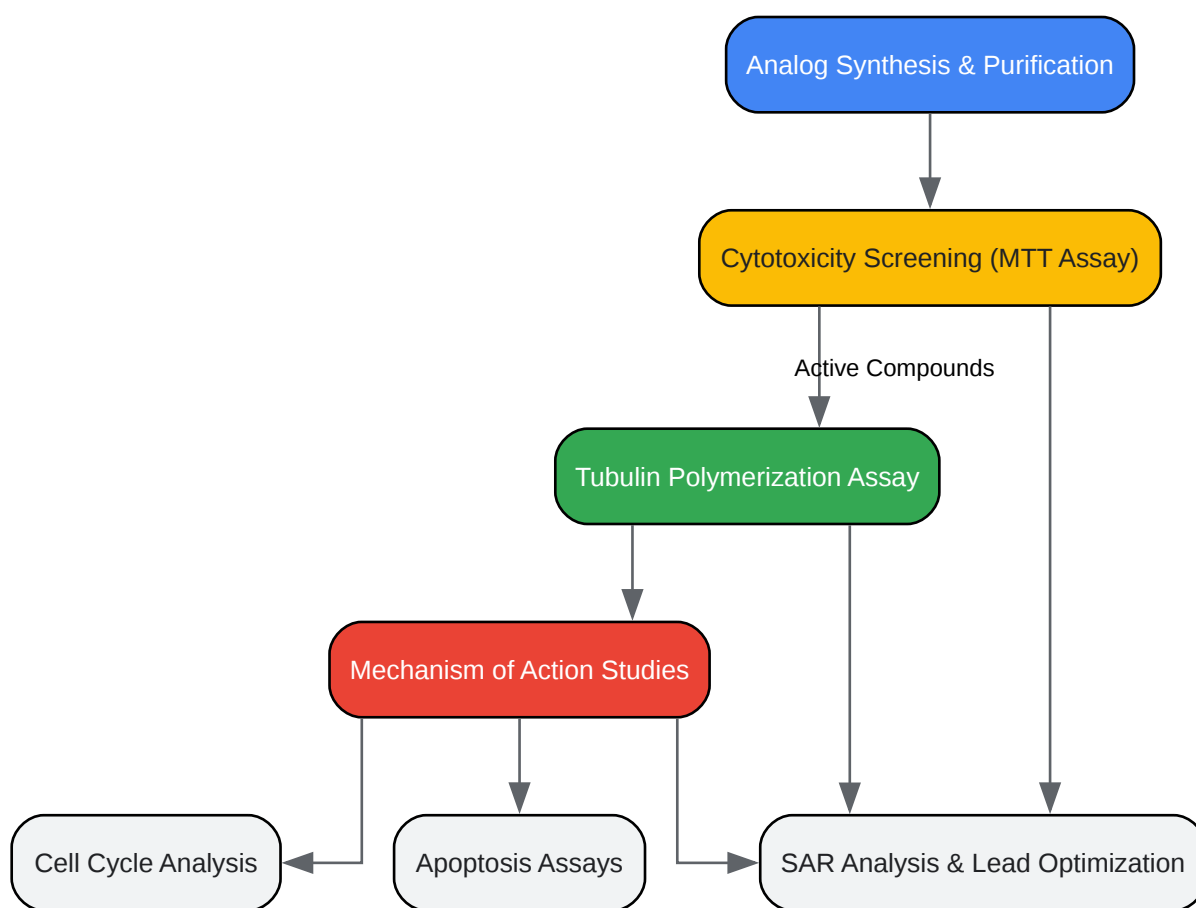 Analog Synthesis & Purification
Cytotoxicity Screening (MTT Assay)
Active Compounds
Tubulin Polymerization Assay
Mechanism of Action Studies
Cell Cycle Analysis
Apoptosis Assays
SAR Analysis & Lead Optimization